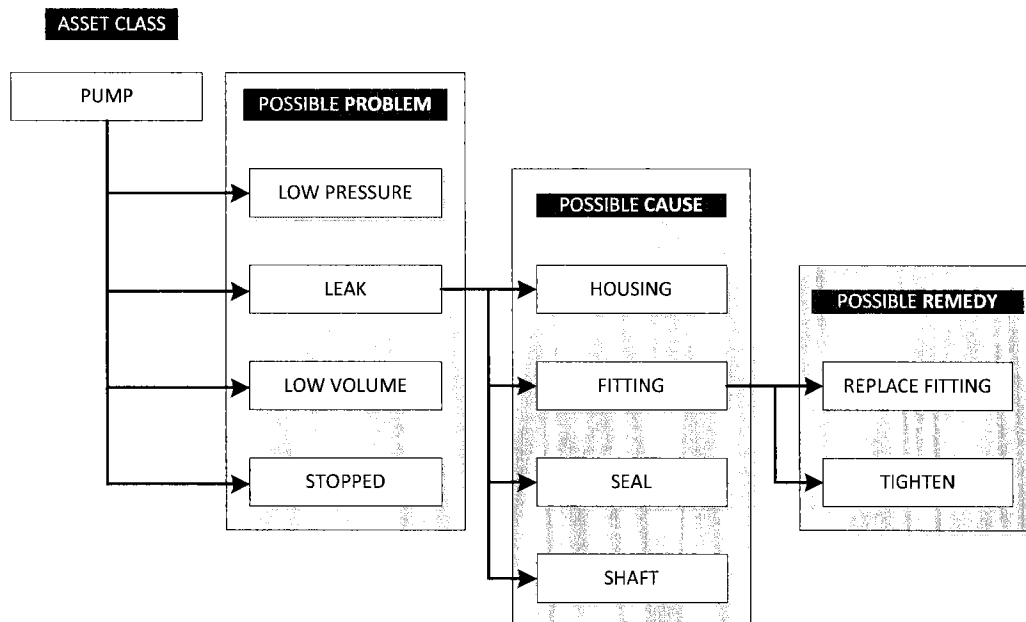 ASSET CLASS
PUMP
POSSIBLE PROBLEM
LOW PRESSURE
LEAK
LOW VOLUME
STOPPED
POSSIBLE CAUSE
HOUSING
FITTING
SEAL
SHAFT
POSSIBLE REMEDY
REPLACE FITTING
TIGHTEN